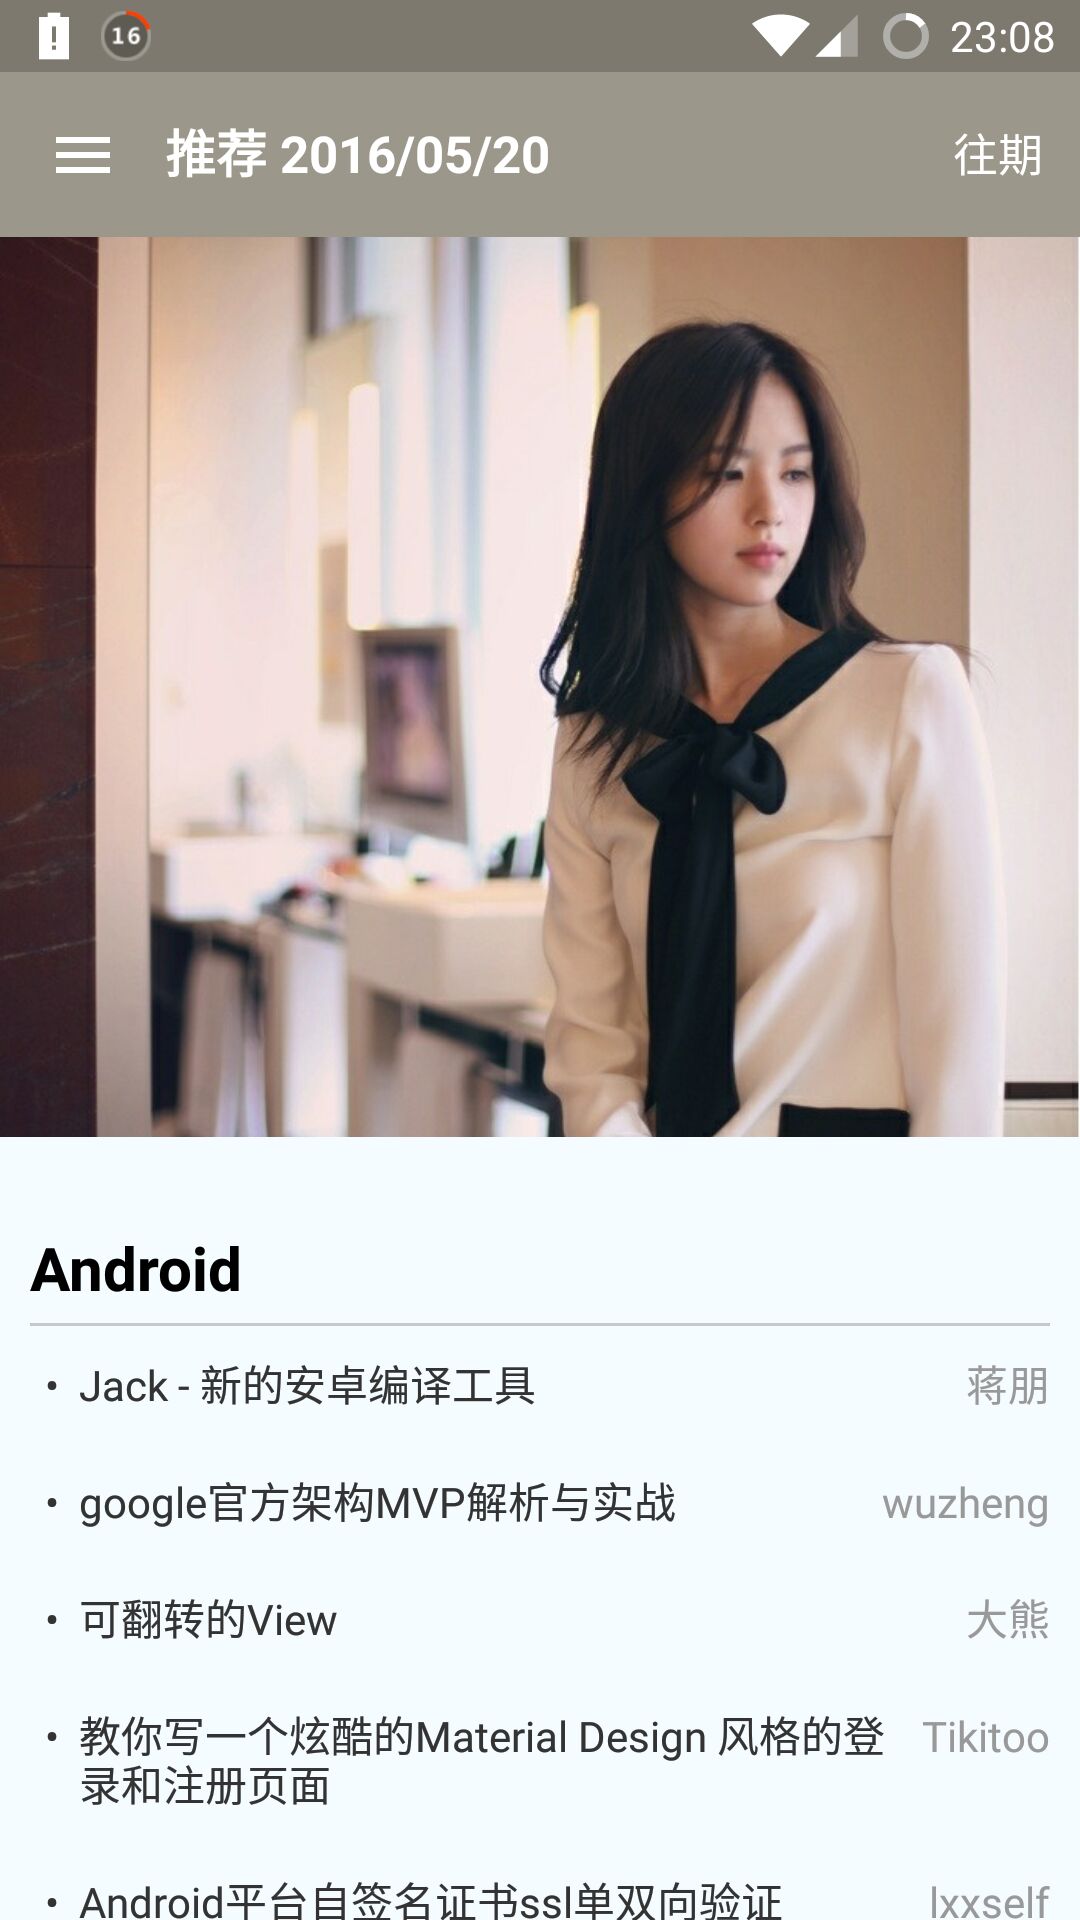 16
23:08
推荐 2016/05/20
往期
Android
• Jack - 新的安卓编译工具 蒋朋
• google官方架构MVP解析与实战 wuzheng
• 可翻转的View 大熊
• 教你写一个炫酷的Material Design 风格的登 Tikitoo
录和注册页面
• Android平台自签名证书ssl单双向验证 lxxself